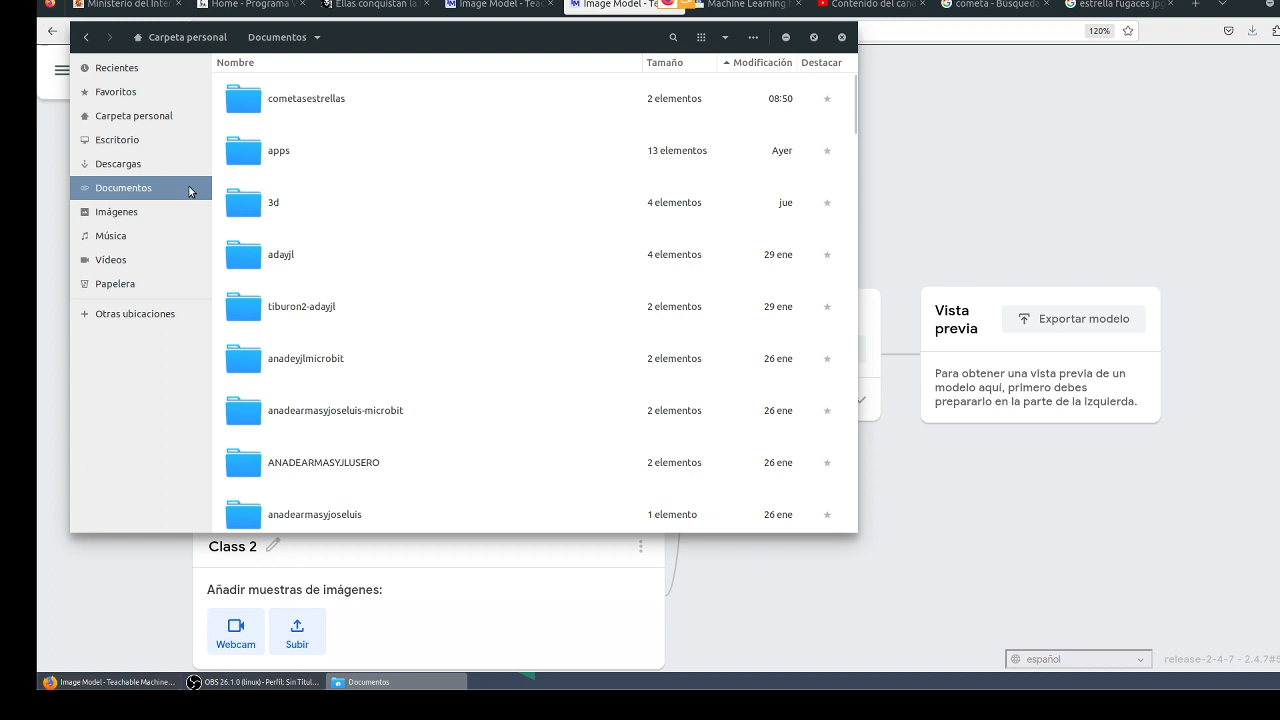 Ministerio del Inter
Home - Programa V
Ellas conquistan la
Image Model - Teac
Image Model - Te
Machine Learning f
Contenido del cana
cometa - Búsqueda
estrella fugaces jpg
120%
Carpeta personal
Documentos
Nombre
Tamaño
Modificación
Destacar
Recientes
Favoritos
Carpeta personal
Escritorio
Descargas
Documentos
Imágenes
Música
Vídeos
Papelera
Otras ubicaciones
cometasestrellas 2 elementos 08:50
apps 13 elementos Ayer
3d 4 elementos jue
adayjl 4 elementos 29 ene
tiburon2-adayjl 2 elementos 29 ene
anadeyjlmicrobit 2 elementos 26 ene
anadearmasyjoseluis-microbit 2 elementos 26 ene
ANADEARMASYJLUSERO 2 elementos 26 ene
anadearmasyjoseluis 1 elemento 26 ene
Vista
previa
Exportar modelo
Para obtener una vista previa de un
modelo aquí, primero debes
prepararlo en la parte de la izquierda.
Class 2
Añadir muestras de imágenes:
Webcam
Subir
español
release-2-4-7 - 2.4.7#5
Image Model - Teachable Machine...
OBS 26.1.0 (linux) - Perfil: Sin Títul...
Documentos